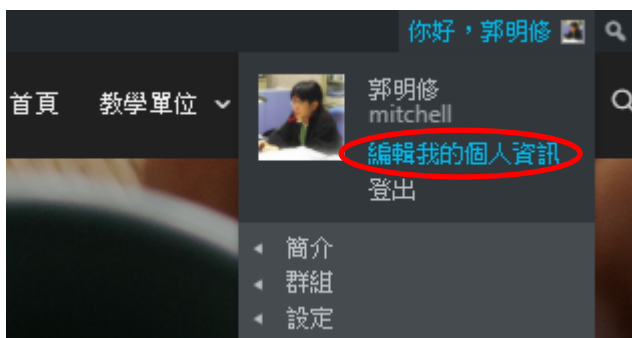 你好，郭明修
首頁 教學單位
郭明修
mitchell
編輯我的個人資訊
登出
簡介
群組
設定